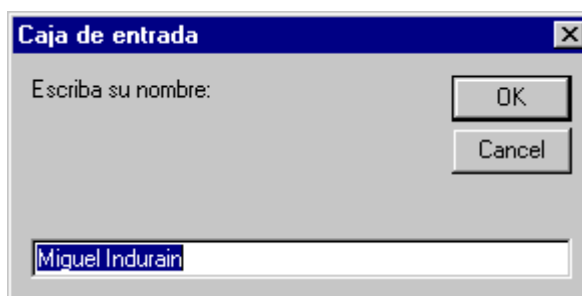 Caja de entrada
Escriba su nombre:
OK
Cancel
Miguel Indurain